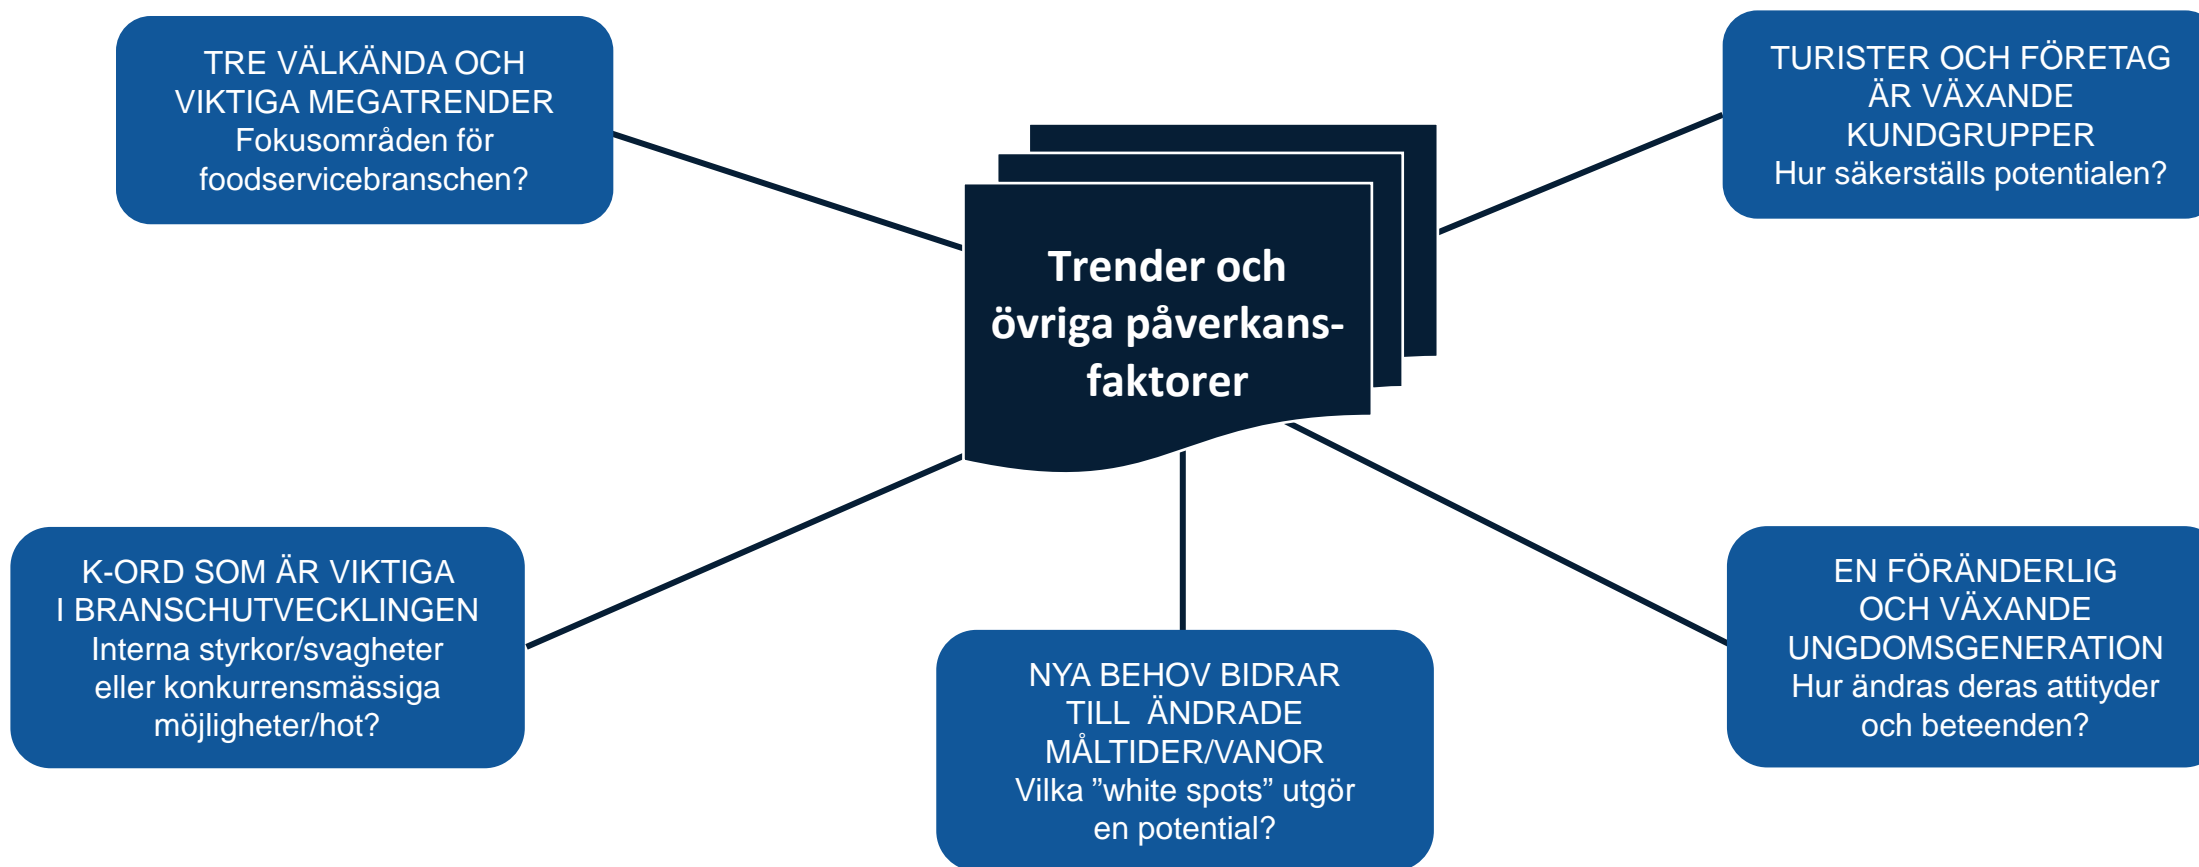 TRE VÄLKÄNDA OCH
VIKTIGA MEGATRENDER
Fokusområden för
foodservicebranschen?
TURISTER OCH FÖRETAG
ÄR VÄXANDE
KUNDGRUPPER
Hur säkerställs potentialen?
Trender och
övriga påverkans-
faktorer
K-ORD SOM ÄR VIKTIGA
I BRANSCHUTVECKLINGEN
Interna styrkor/svagheter
eller konkurrensmässiga
möjligheter/hot?
NYA BEHOV BIDRAR
TILL  ÄNDRADE
MÅLTIDER/VANOR
Vilka ”white spots” utgör
en potential?
EN FÖRÄNDERLIG
OCH VÄXANDE
UNGDOMSGENERATION
Hur ändras deras attityder
och beteenden?